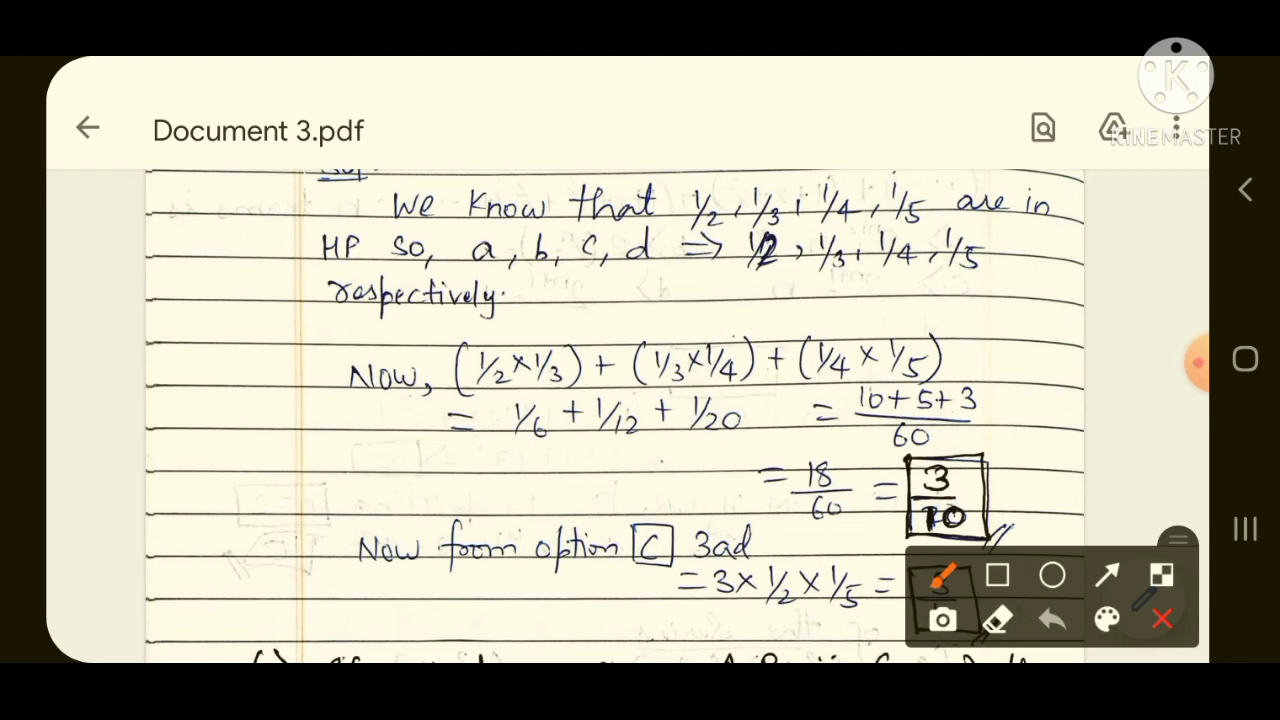 Document 3.pdf
KINEMASTER
We know that 1/2, 1/3, 1/4, 1/5 are in
HP so, a, b, c, d => 1/2, 1/3, 1/4, 1/5
respectively.
Now, (1/2 × 1/3) + (1/3 × 1/4) + (1/4 × 1/5)
= 1/6 + 1/12 + 1/20 = 10+5+3/60
= 18/60 = 3/10
Now from option C 3ad
= 3 × 1/2 × 1/5 =